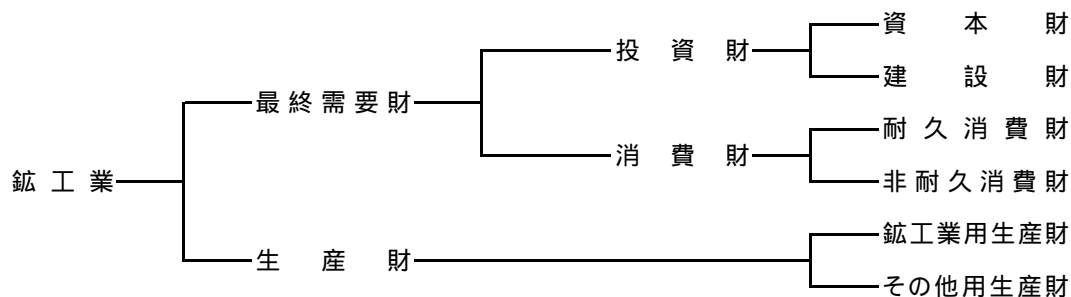 資本財
投資財
建設財
最終需要財
耐久消費財
消費財
鉱工業
非耐久消費財
鉱工業用生産財
生産財
その他用生産財